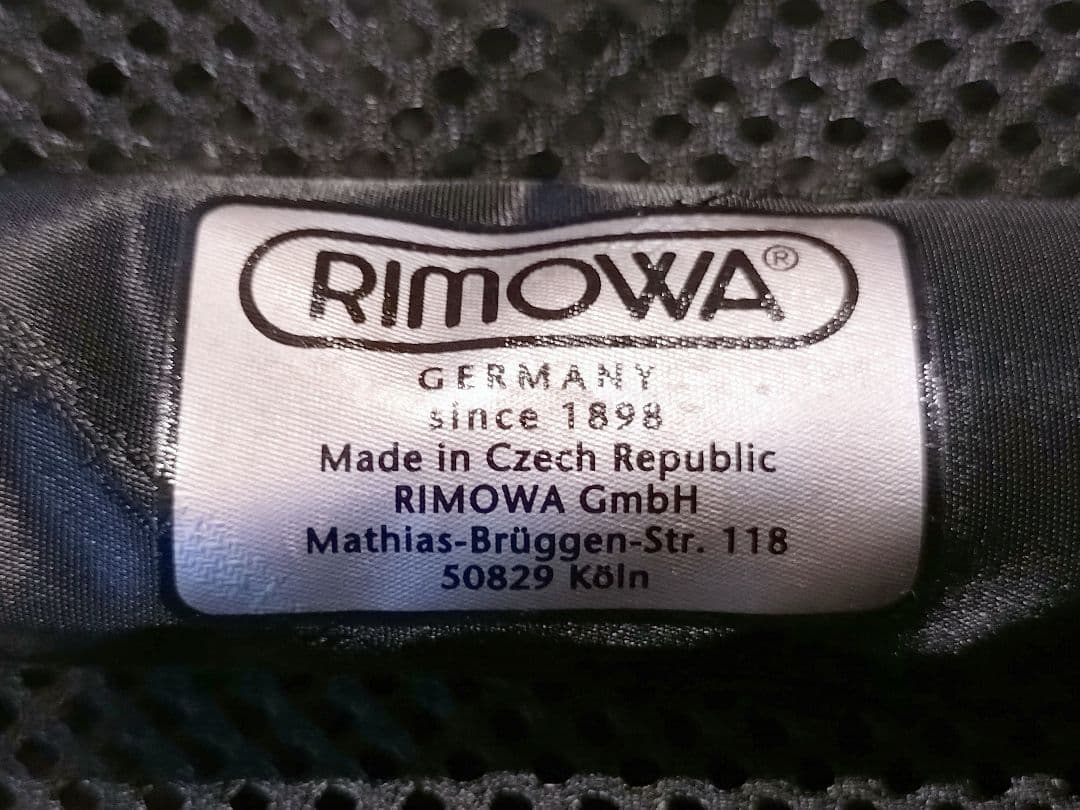 RIMOWA®
GERMANY
since 1898
Made in Czech Republic
RIMOWA GmbH
Mathias-Brüggen-Str. 118
50829 Köln